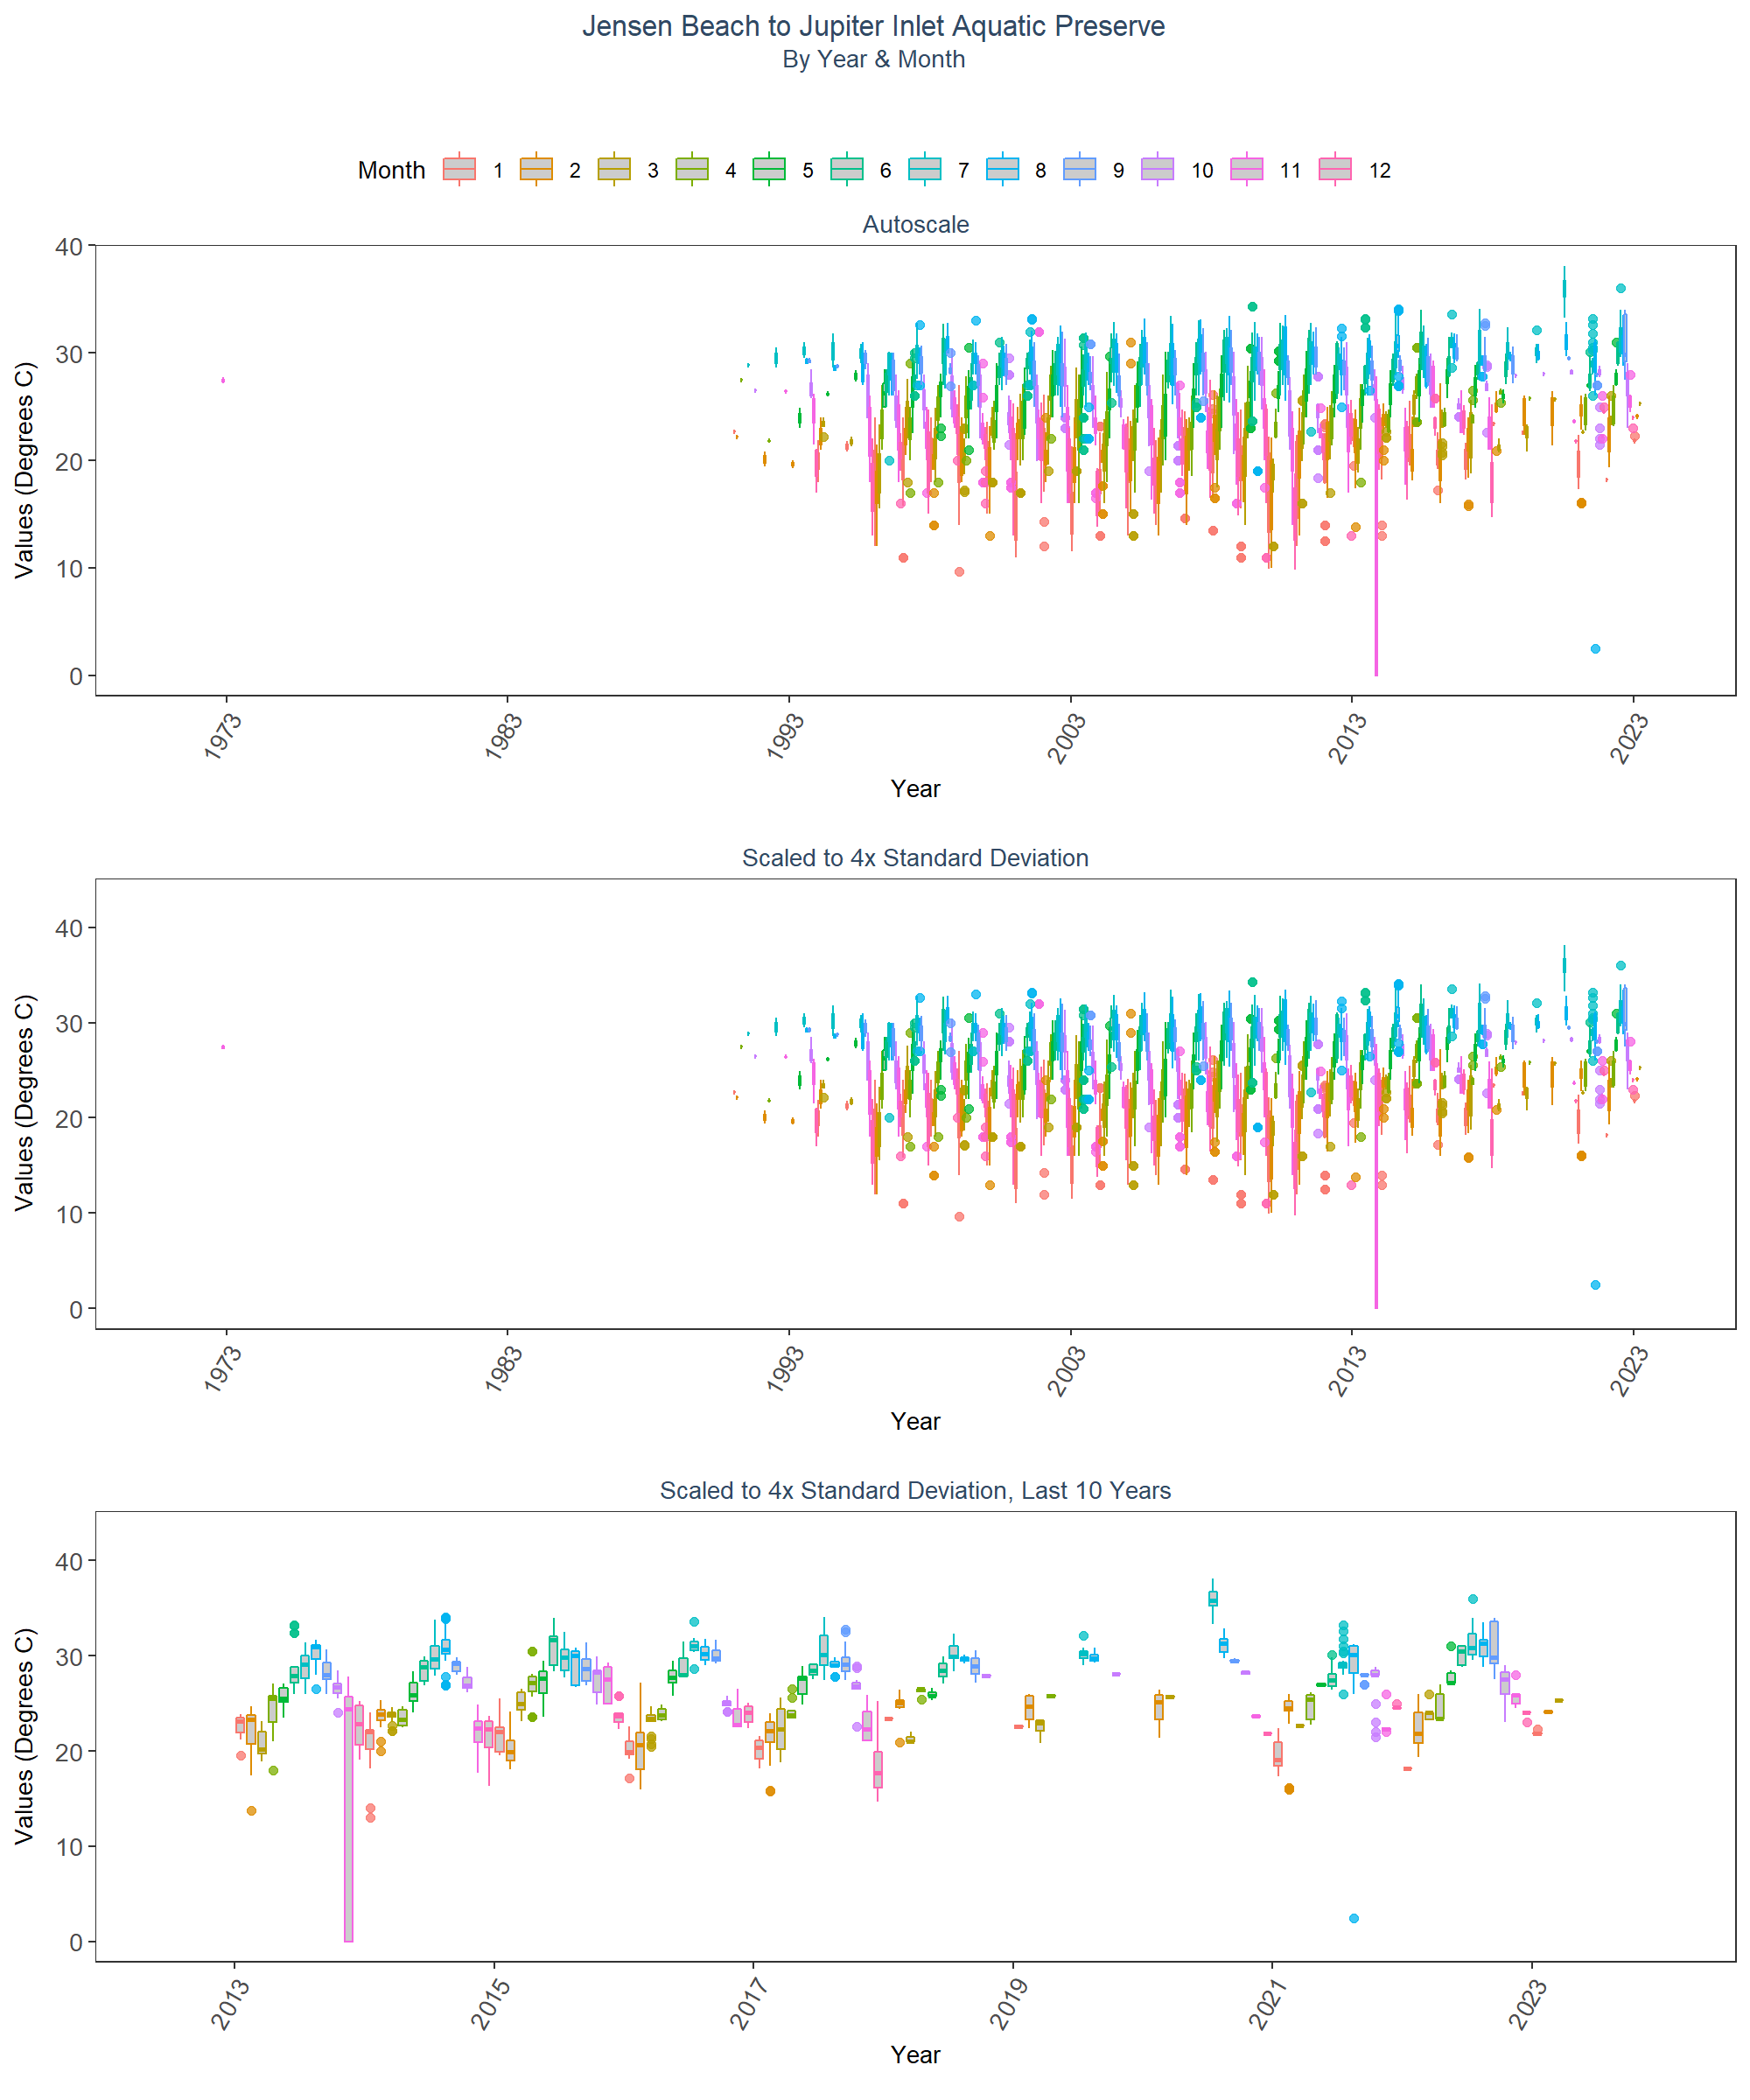 Jensen Beach to Jupiter Inlet Aquatic Preserve
By Year & Month
Month 1 2 3 4 5 6 7 8 9 10 11 12
Autoscale
40
30
20
10
0
Values (Degrees C)
1973 1983 1993 2003 2013 2023
Year
Scaled to 4x Standard Deviation
40
30
20
10
0
Values (Degrees C)
1973 1983 1993 2003 2013 2023
Year
Scaled to 4x Standard Deviation, Last 10 Years
40
30
20
10
0
Values (Degrees C)
2013 2015 2017 2019 2021 2023
Year